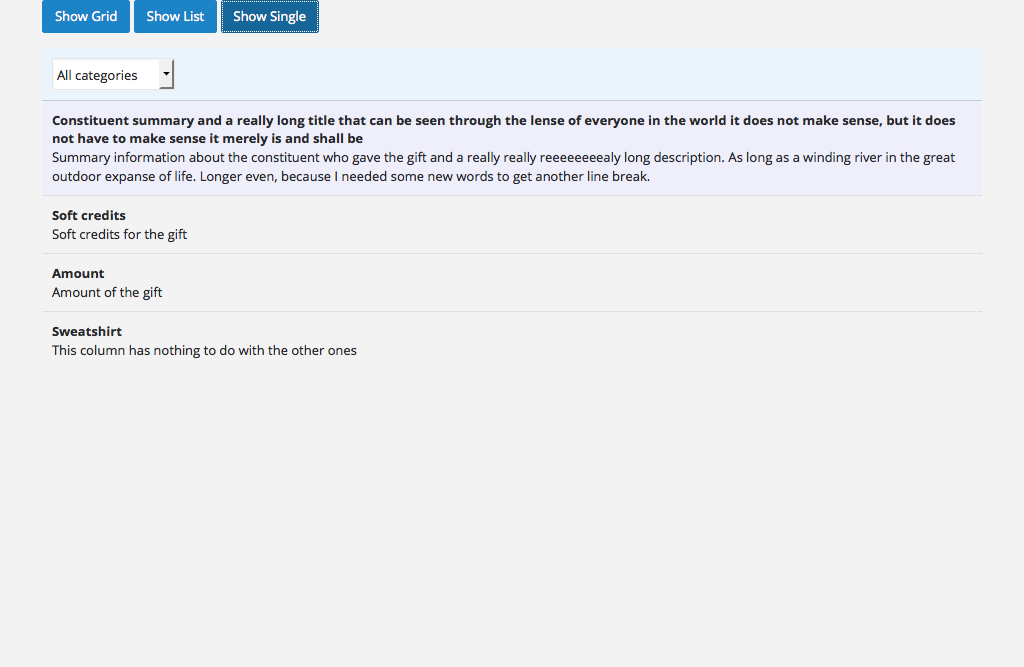 Show Grid Show List Show Single
All categories
Constituent summary and a really long title that can be seen through the lense of everyone in the world it does not make sense, but it does
not have to make sense it merely is and shall be
Summary information about the constituent who gave the gift and a really really reeeeeeeealy long description. As long as a winding river in the great
outdoor expanse of life. Longer even, because I needed some new words to get another line break.
Soft credits
Soft credits for the gift
Amount
Amount of the gift
Sweatshirt
This column has nothing to do with the other ones